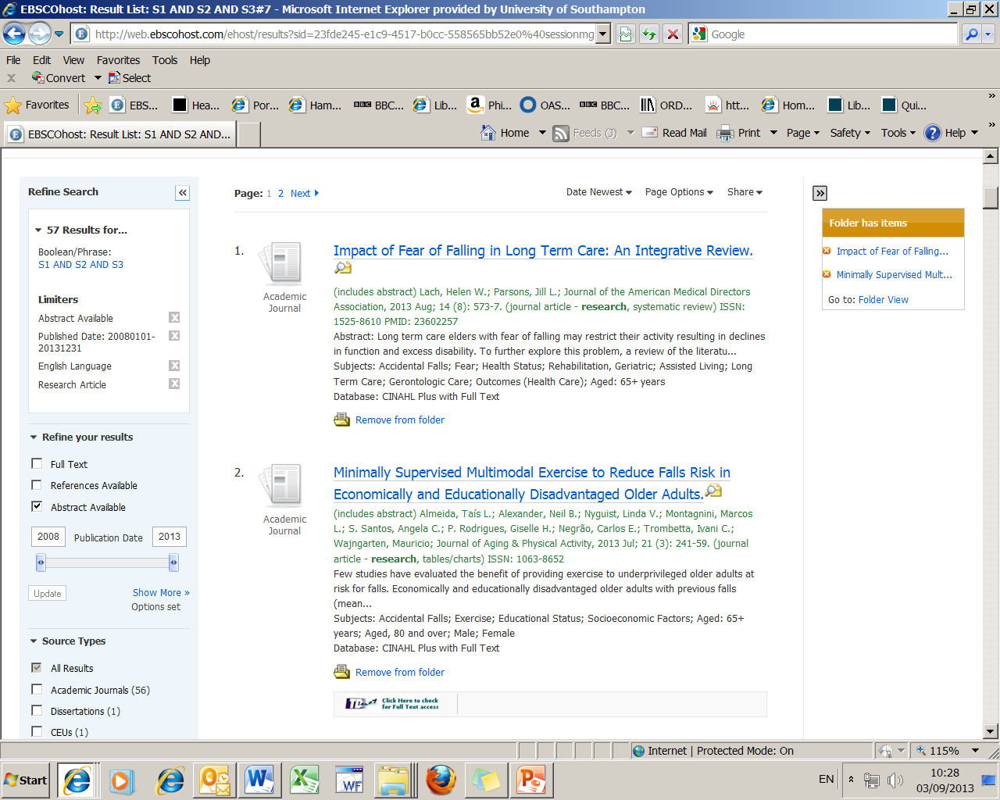 EBSCOhost: Result List: S1 AND S2 AND S3#7 - Microsoft Internet Explorer provided by University of Southampton
http://web.ebscohost.com/ehost/results?sid=23fde245-e1c9-4517-b0cc-558565bb52e0%40sessionmg
Google
File Edit View Favorites Tools Help
x Convert Select
Favorites EBS... Hea... Por... Ham... BBC BBC... Lib... Phi... OAS... BBC BBC... ORD... htt... Hom... Lib... Qui...
EBSCOhost: Result List: S1 AND S2 AND... Home Feeds (J) Read Mail Print Page Safety Tools Help
Refine Search
57 Results for...
Boolean/Phrase:
S1 AND S2 AND S3
Limiters
Abstract Available
Published Date: 20080101-
20131231
English Language
Research Article
Refine your results
Full Text
References Available
Abstract Available
2008 Publication Date 2013
Update
Show More »
Options set
Source Types
All Results
Academic Journals (56)
Dissertations (1)
CEUs (1)
Page: 1 2 Next
Date Newest Page Options Share
1.
Academic
Journal
Impact of Fear of Falling in Long Term Care: An Integrative Review.
(includes abstract) Lach, Helen W.; Parsons, Jill L.; Journal of the American Medical Directors
Association, 2013 Aug; 14 (8): 573-7. (journal article - research, systematic review) ISSN:
1525-8610 PMID: 23602257
Abstract: Long term care elders with fear of falling may restrict their activity resulting in declines
in function and excess disability. To further explore this problem, a review of the literatu...
Subjects: Accidental Falls; Fear; Health Status; Rehabilitation, Geriatric; Assisted Living; Long
Term Care; Gerontologic Care; Outcomes (Health Care); Aged: 65+ years
Database: CINAHL Plus with Full Text
Remove from folder
2.
Academic
Journal
Minimally Supervised Multimodal Exercise to Reduce Falls Risk in
Economically and Educationally Disadvantaged Older Adults.
(includes abstract) Almeida, Taís L.; Alexander, Neil B.; Nyguist, Linda V.; Montagnini, Marcos
L.; S. Santos, Angela C.; P. Rodrigues, Giselle H.; Negrão, Carlos E.; Trombetta, Ivani C.;
Wajngarten, Mauricio; Journal of Aging & Physical Activity, 2013 Jul; 21 (3): 241-59. (journal
article - research, tables/charts) ISSN: 1063-8652
Few studies have evaluated the benefit of providing exercise to underprivileged older adults at
risk for falls. Economically and educationally disadvantaged older adults with previous falls
(mean...
Subjects: Accidental Falls; Exercise; Educational Status; Socioeconomic Factors; Aged: 65+
years; Aged, 80 and over; Male; Female
Database: CINAHL Plus with Full Text
Remove from folder
Click Here to check
for Full Text access
Folder has items
Impact of Fear of Falling...
Minimally Supervised Mult...
Go to: Folder View
Internet | Protected Mode: On
115%
Start
EN
10:28
03/09/2013